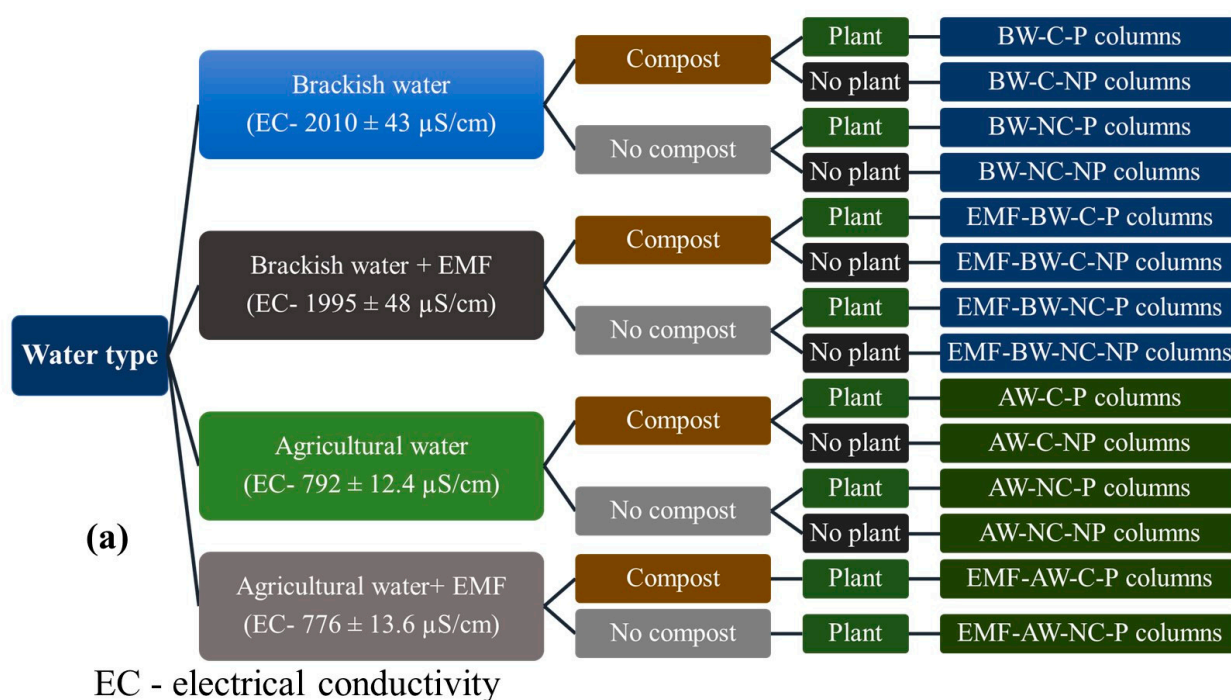 Water type
Brackish water
(EC- 2010 ± 43 µS/cm)
Compost
Plant
BW-C-P columns
No plant
BW-C-NP columns
No compost
Plant
BW-NC-P columns
No plant
BW-NC-NP columns
Brackish water + EMF
(EC- 1995 ± 48 µS/cm)
Compost
Plant
EMF-BW-C-P columns
No plant
EMF-BW-C-NP columns
No compost
Plant
EMF-BW-NC-P columns
No plant
EMF-BW-NC-NP columns
Agricultural water
(EC- 792 ± 12.4 µS/cm)
Compost
Plant
AW-C-P columns
No plant
AW-C-NP columns
No compost
Plant
AW-NC-P columns
No plant
AW-NC-NP columns
Agricultural water+ EMF
(EC- 776 ± 13.6 µS/cm)
Compost
Plant
EMF-AW-C-P columns
No compost
Plant
EMF-AW-NC-P columns
(a)
EC - electrical conductivity